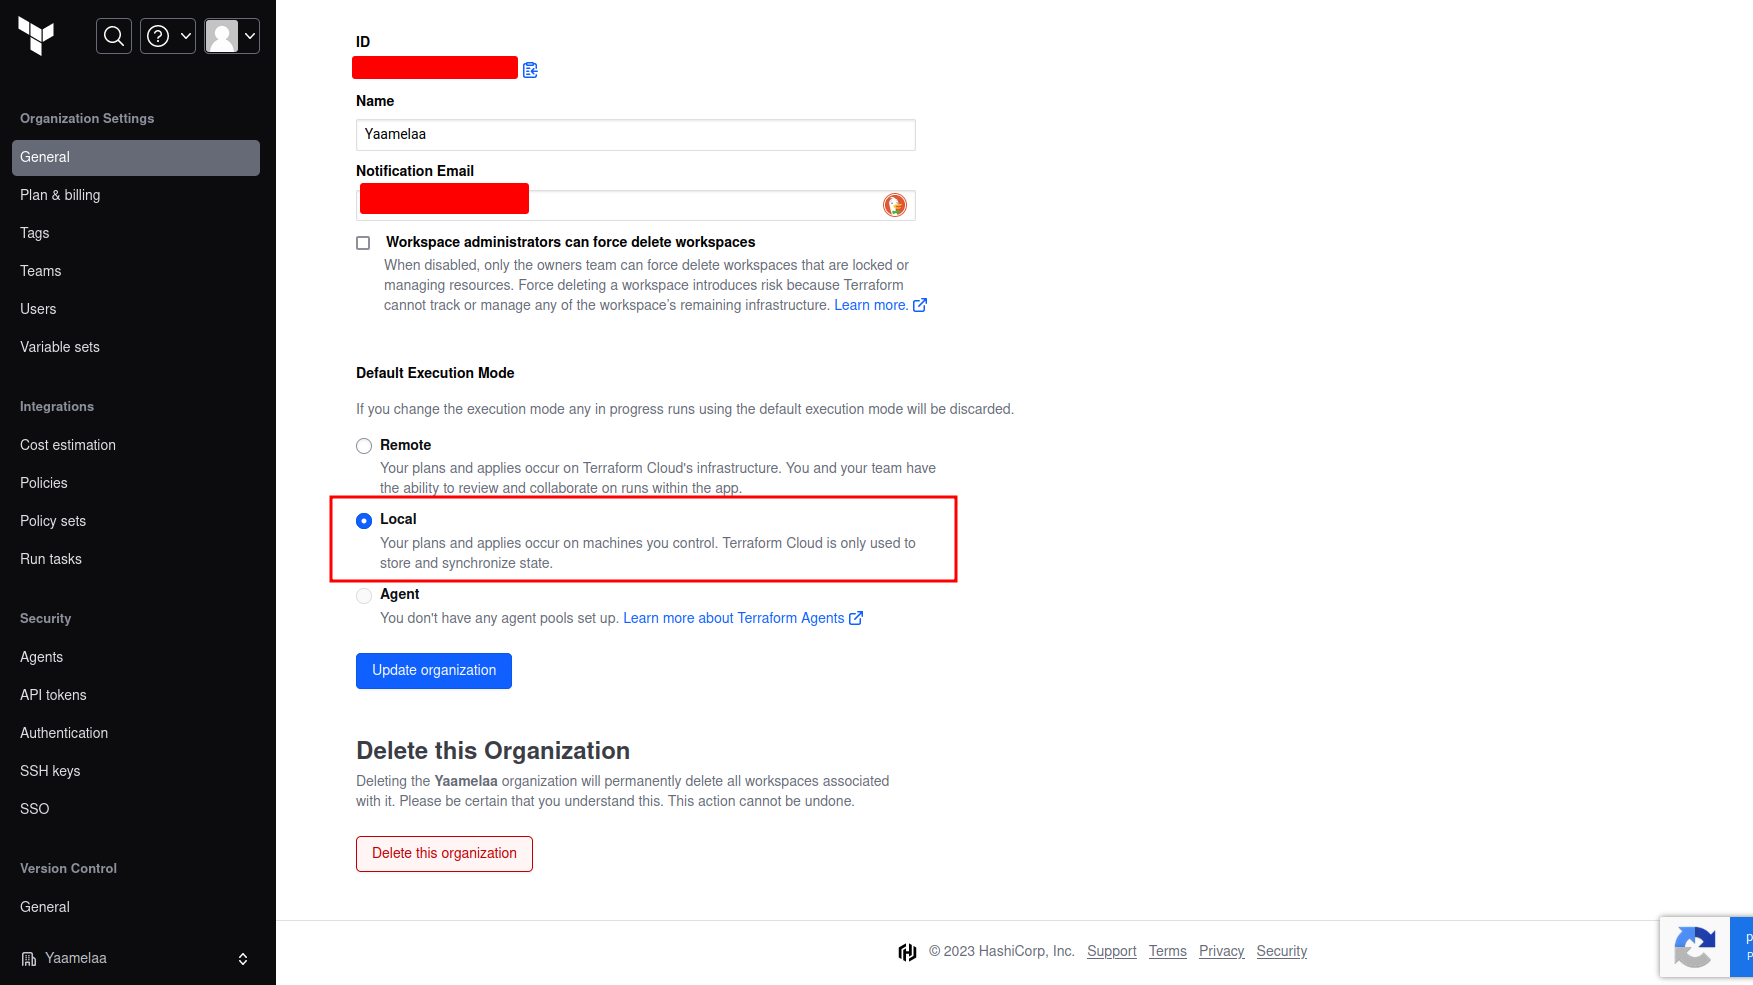 Organization Settings
General
Plan & billing
Tags
Teams
Users
Variable sets
Integrations
Cost estimation
Policies
Policy sets
Run tasks
Security
Agents
API tokens
Authentication
SSH keys
SSO
Version Control
General
Yaamelaa
ID
Name
Yaamelaa
Notification Email
Workspace administrators can force delete workspaces
When disabled, only the owners team can force delete workspaces that are locked or
managing resources. Force deleting a workspace introduces risk because Terraform
cannot track or manage any of the workspace's remaining infrastructure. Learn more.
Default Execution Mode
If you change the execution mode any in progress runs using the default execution mode will be discarded.
Remote
Your plans and applies occur on Terraform Cloud's infrastructure. You and your team have
the ability to review and collaborate on runs within the app.
Local
Your plans and applies occur on machines you control. Terraform Cloud is only used to
store and synchronize state.
Agent
You don't have any agent pools set up. Learn more about Terraform Agents
Update organization
Delete this Organization
Deleting the Yaamelaa organization will permanently delete all workspaces associated
with it. Please be certain that you understand this. This action cannot be undone.
Delete this organization
© 2023 HashiCorp, Inc. Support Terms Privacy Security